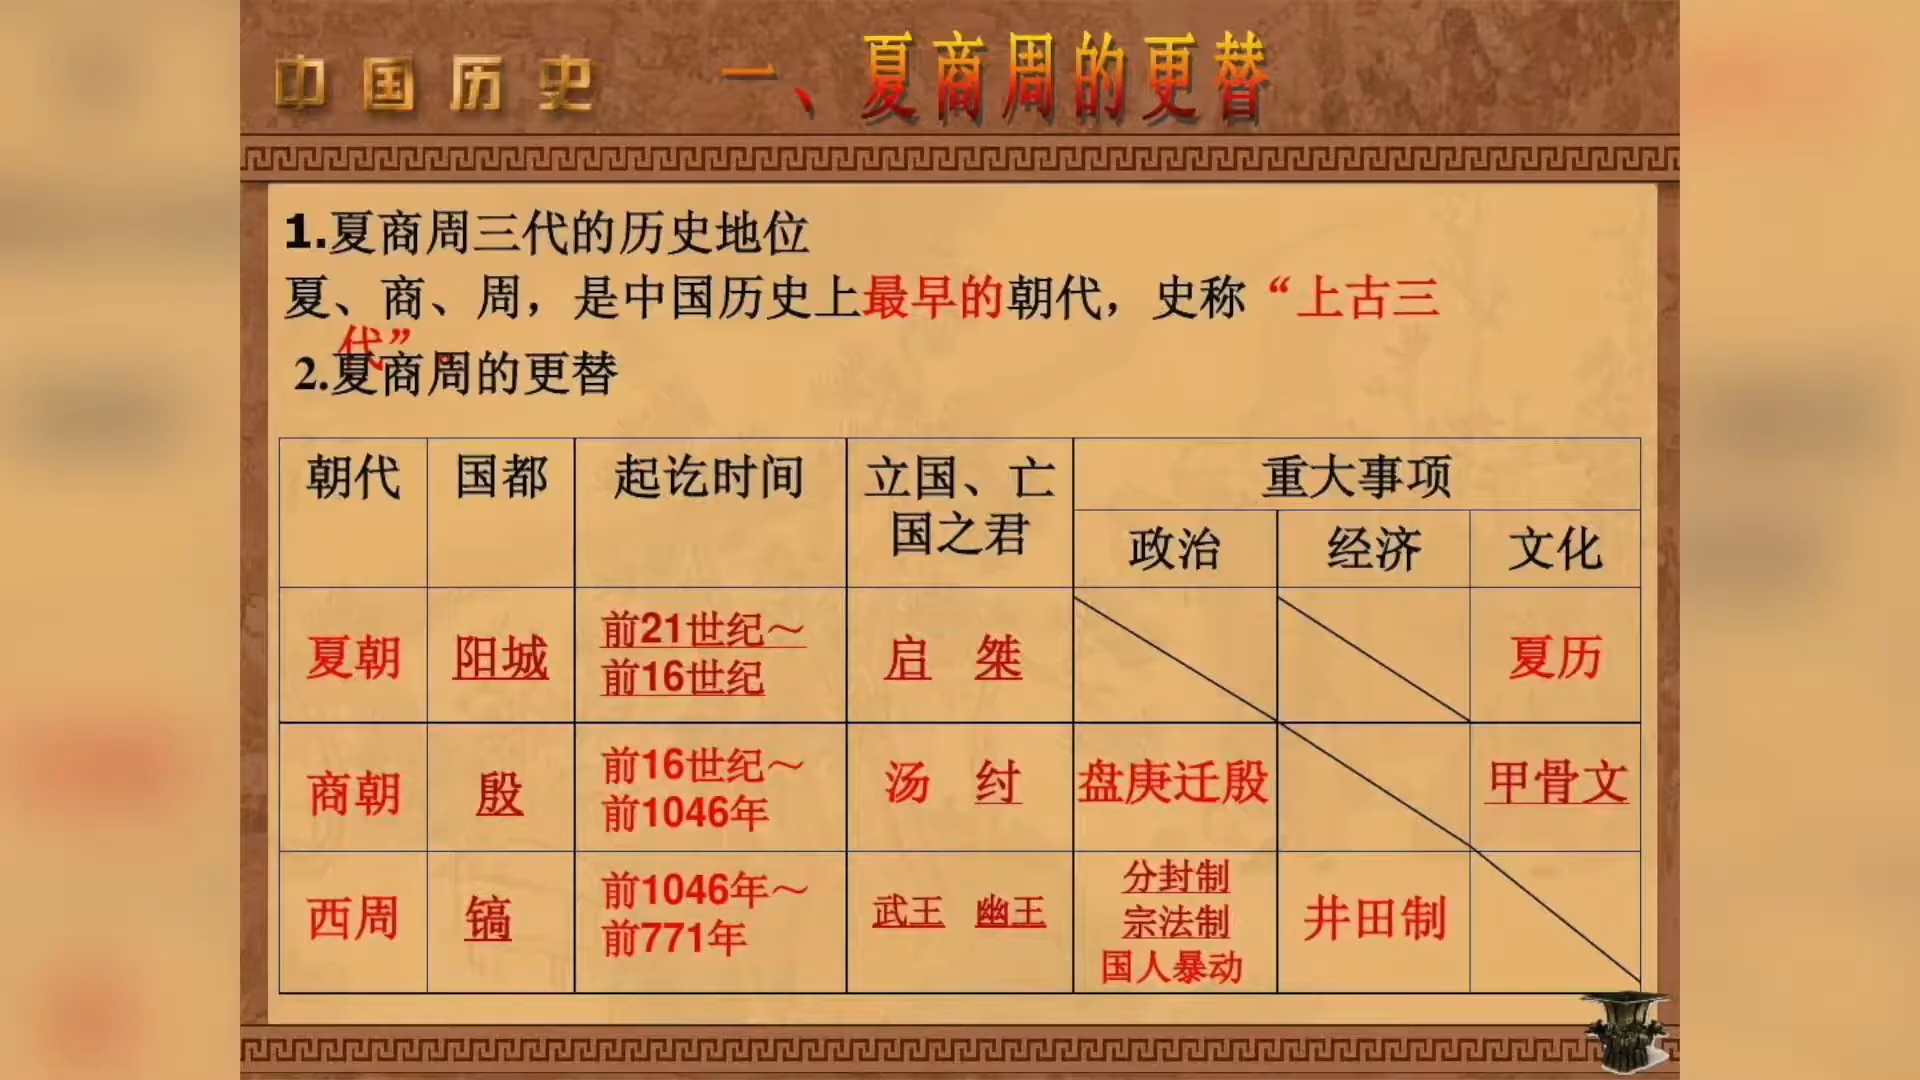 中国历史
一、夏商周的更替
1.夏商周三代的历史地位
夏、商、周，是中国历史上最早的朝代，史称“上古三
代”。
2.夏商周的更替
朝代 国都 起讫时间 立国、亡 重大事项
国之君
政治 经济 文化
夏朝 阳城 前21世纪～ 启 桀 夏历
前16世纪
商朝 殷 前16世纪～ 汤 纣 盘庚迁殷 甲骨文
前1046年
西周 镐 前1046年～ 武王 幽王 分封制 井田制
前771年 宗法制
国人暴动